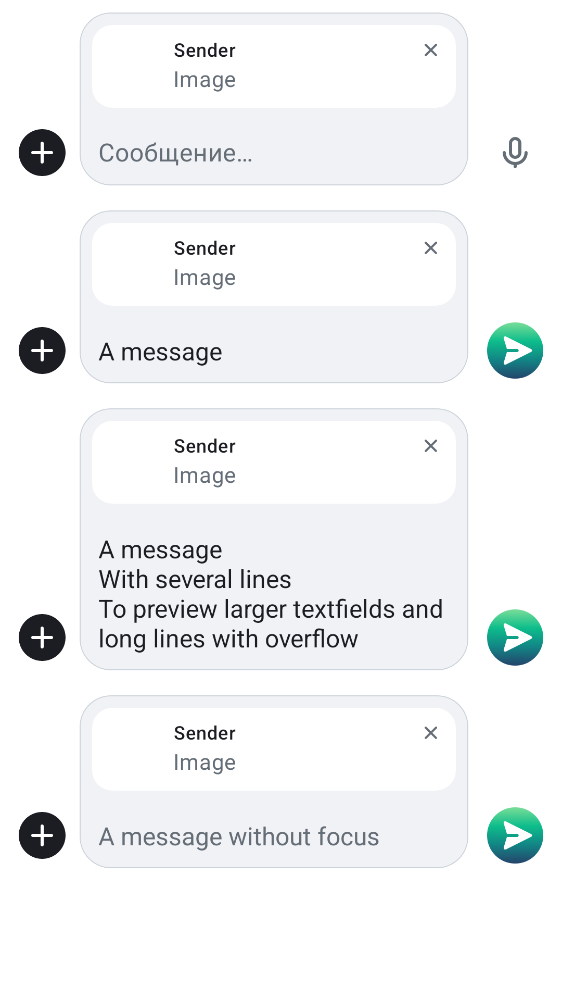 Sender
Image
Сообщение…
Sender
Image
A message
Sender
Image
A message
With several lines
To preview larger textfields and
long lines with overflow
Sender
Image
A message without focus